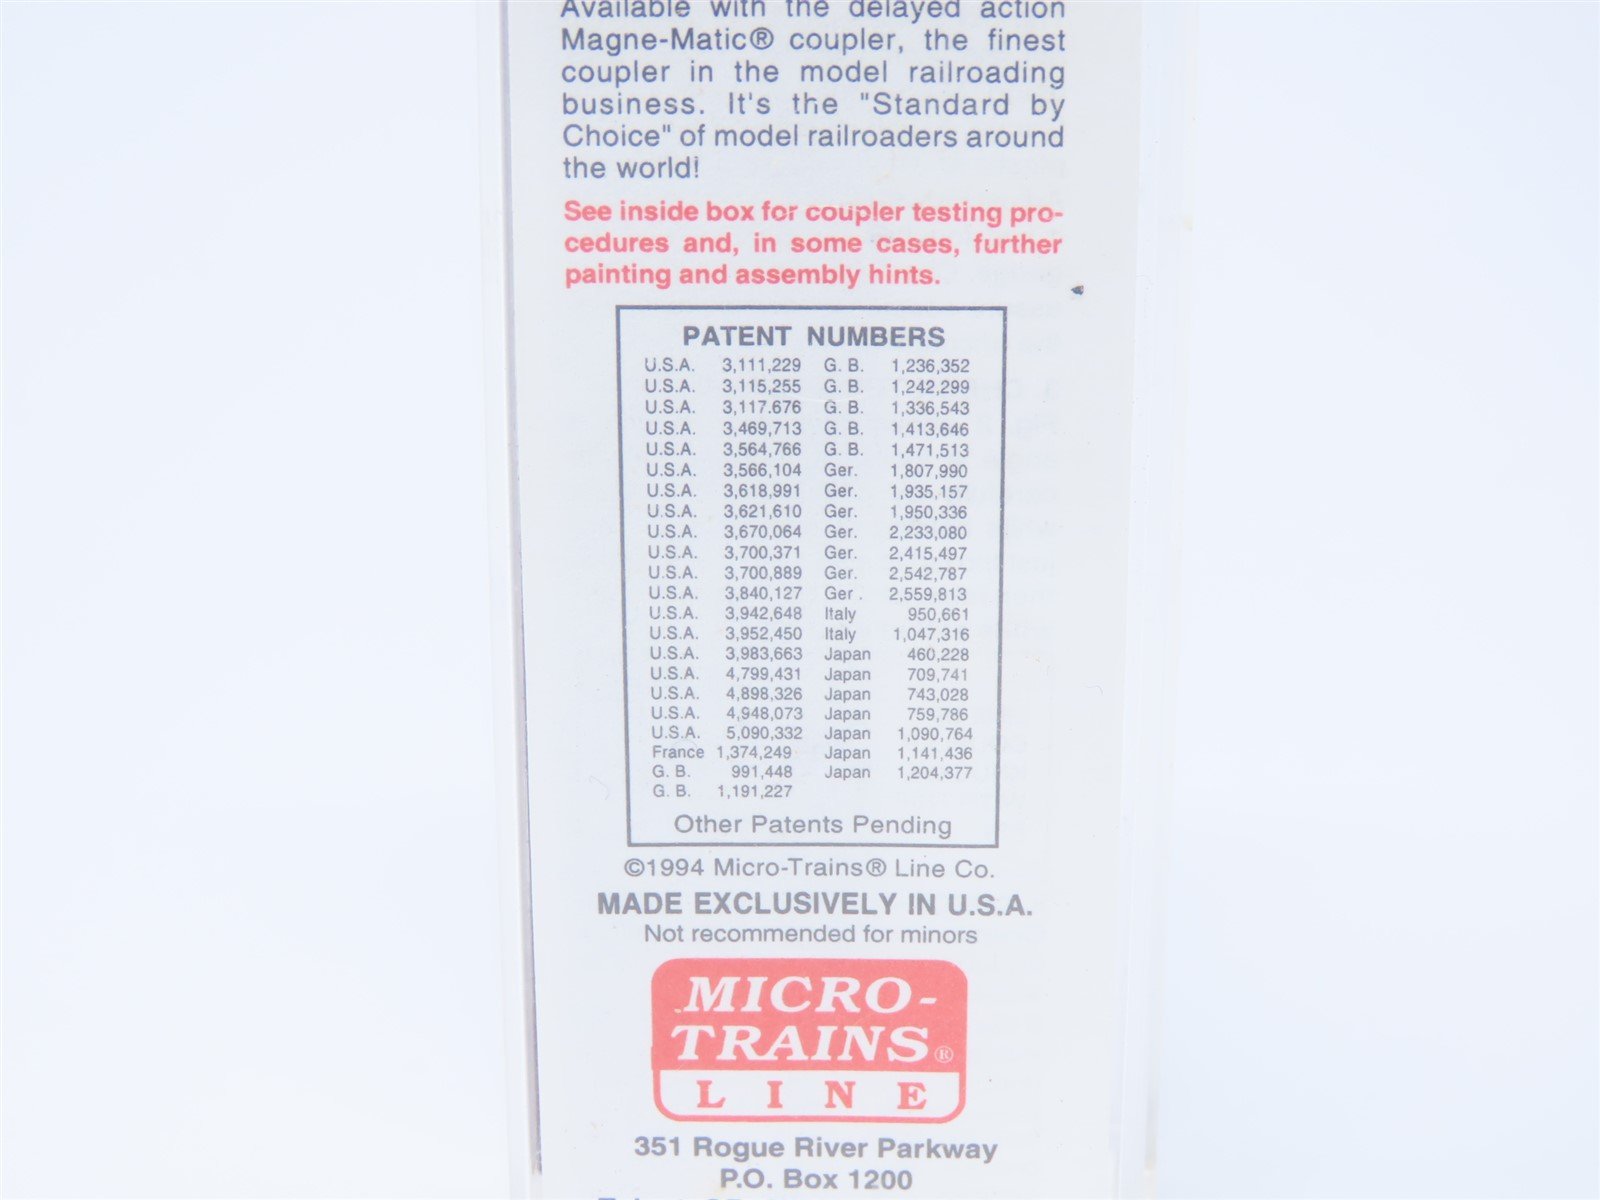 Available with the delayed action
Magne-Matic® coupler, the finest
coupler in the model railroading
business. It's the "Standard by
Choice" of model railroaders around
the world!
See inside box for coupler testing pro-
cedures and, in some cases, further
painting and assembly hints.
PATENT NUMBERS
U.S.A. 3,111,229 G. B. 1,236,352
U.S.A. 3,115,255 G. B. 1,242,299
U.S.A. 3,117.676 G. B. 1,336,543
U.S.A. 3,469,713 G. B. 1,413,646
U.S.A. 3,564,766 G. B. 1,471,513
U.S.A. 3,566,104 Ger. 1,807,990
U.S.A. 3,618,991 Ger. 1,935,157
U.S.A. 3,621,610 Ger. 1,950,336
U.S.A. 3,670,064 Ger. 2,233,080
U.S.A. 3,700,371 Ger. 2,415,497
U.S.A. 3,700,889 Ger. 2,542,787
U.S.A. 3,840,127 Ger . 2,559,813
U.S.A. 3,942,648 Italy 950,661
U.S.A. 3,952,450 Italy 1,047,316
U.S.A. 3,983,663 Japan 460,228
U.S.A. 4,799,431 Japan 709,741
U.S.A. 4,898,326 Japan 743,028
U.S.A. 4,948,073 Japan 759,786
U.S.A. 5,090,332 Japan 1,090,764
France 1,374,249 Japan 1,141,436
G. B. 991,448 Japan 1,204,377
G. B. 1,191,227
Other Patents Pending
©1994 Micro-Trains® Line Co.
MADE EXCLUSIVELY IN U.S.A.
Not recommended for minors
MICRO-
TRAINS®
LINE
351 Rogue River Parkway
P.O. Box 1200